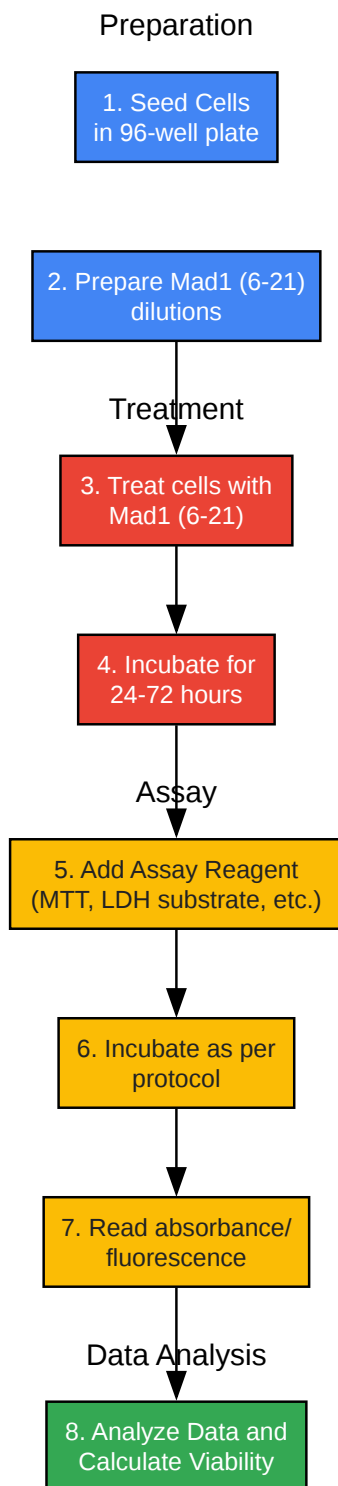 Preparation
1. Seed Cells
in 96-well plate
2. Prepare Mad1 (6-21)
dilutions
Treatment
3. Treat cells with
Mad1 (6-21)
4. Incubate for
24-72 hours
Assay
5. Add Assay Reagent
(MTT, LDH substrate, etc.)
6. Incubate as per
protocol
7. Read absorbance/
fluorescence
Data Analysis
8. Analyze Data and
Calculate Viability